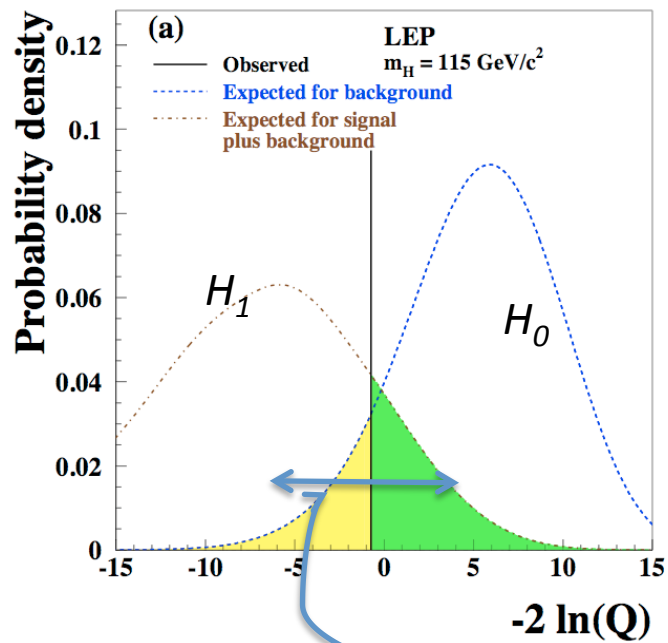 (a)
LEP
m_H = 115 GeV/c²
Observed
Expected for background
Expected for signal
plus background
Probability density
0.12
0.1
0.08
0.06
0.04
0.02
0
H₁
H₀
-15 -10 -5 0 5 10 15
-2 ln(Q)